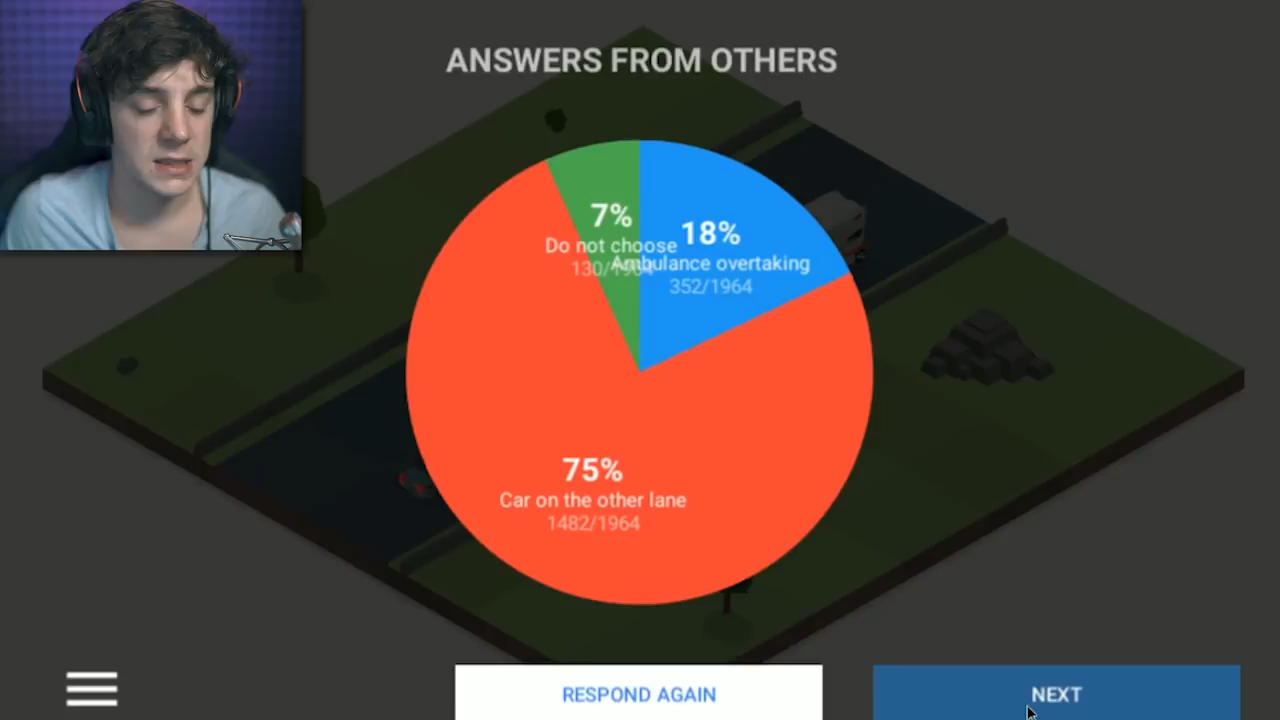 ANSWERS FROM OTHERS
7%
Do not choose
18%
Ambulance overtaking
352/1964
75%
Car on the other lane
1482/1964
RESPOND AGAIN
NEXT